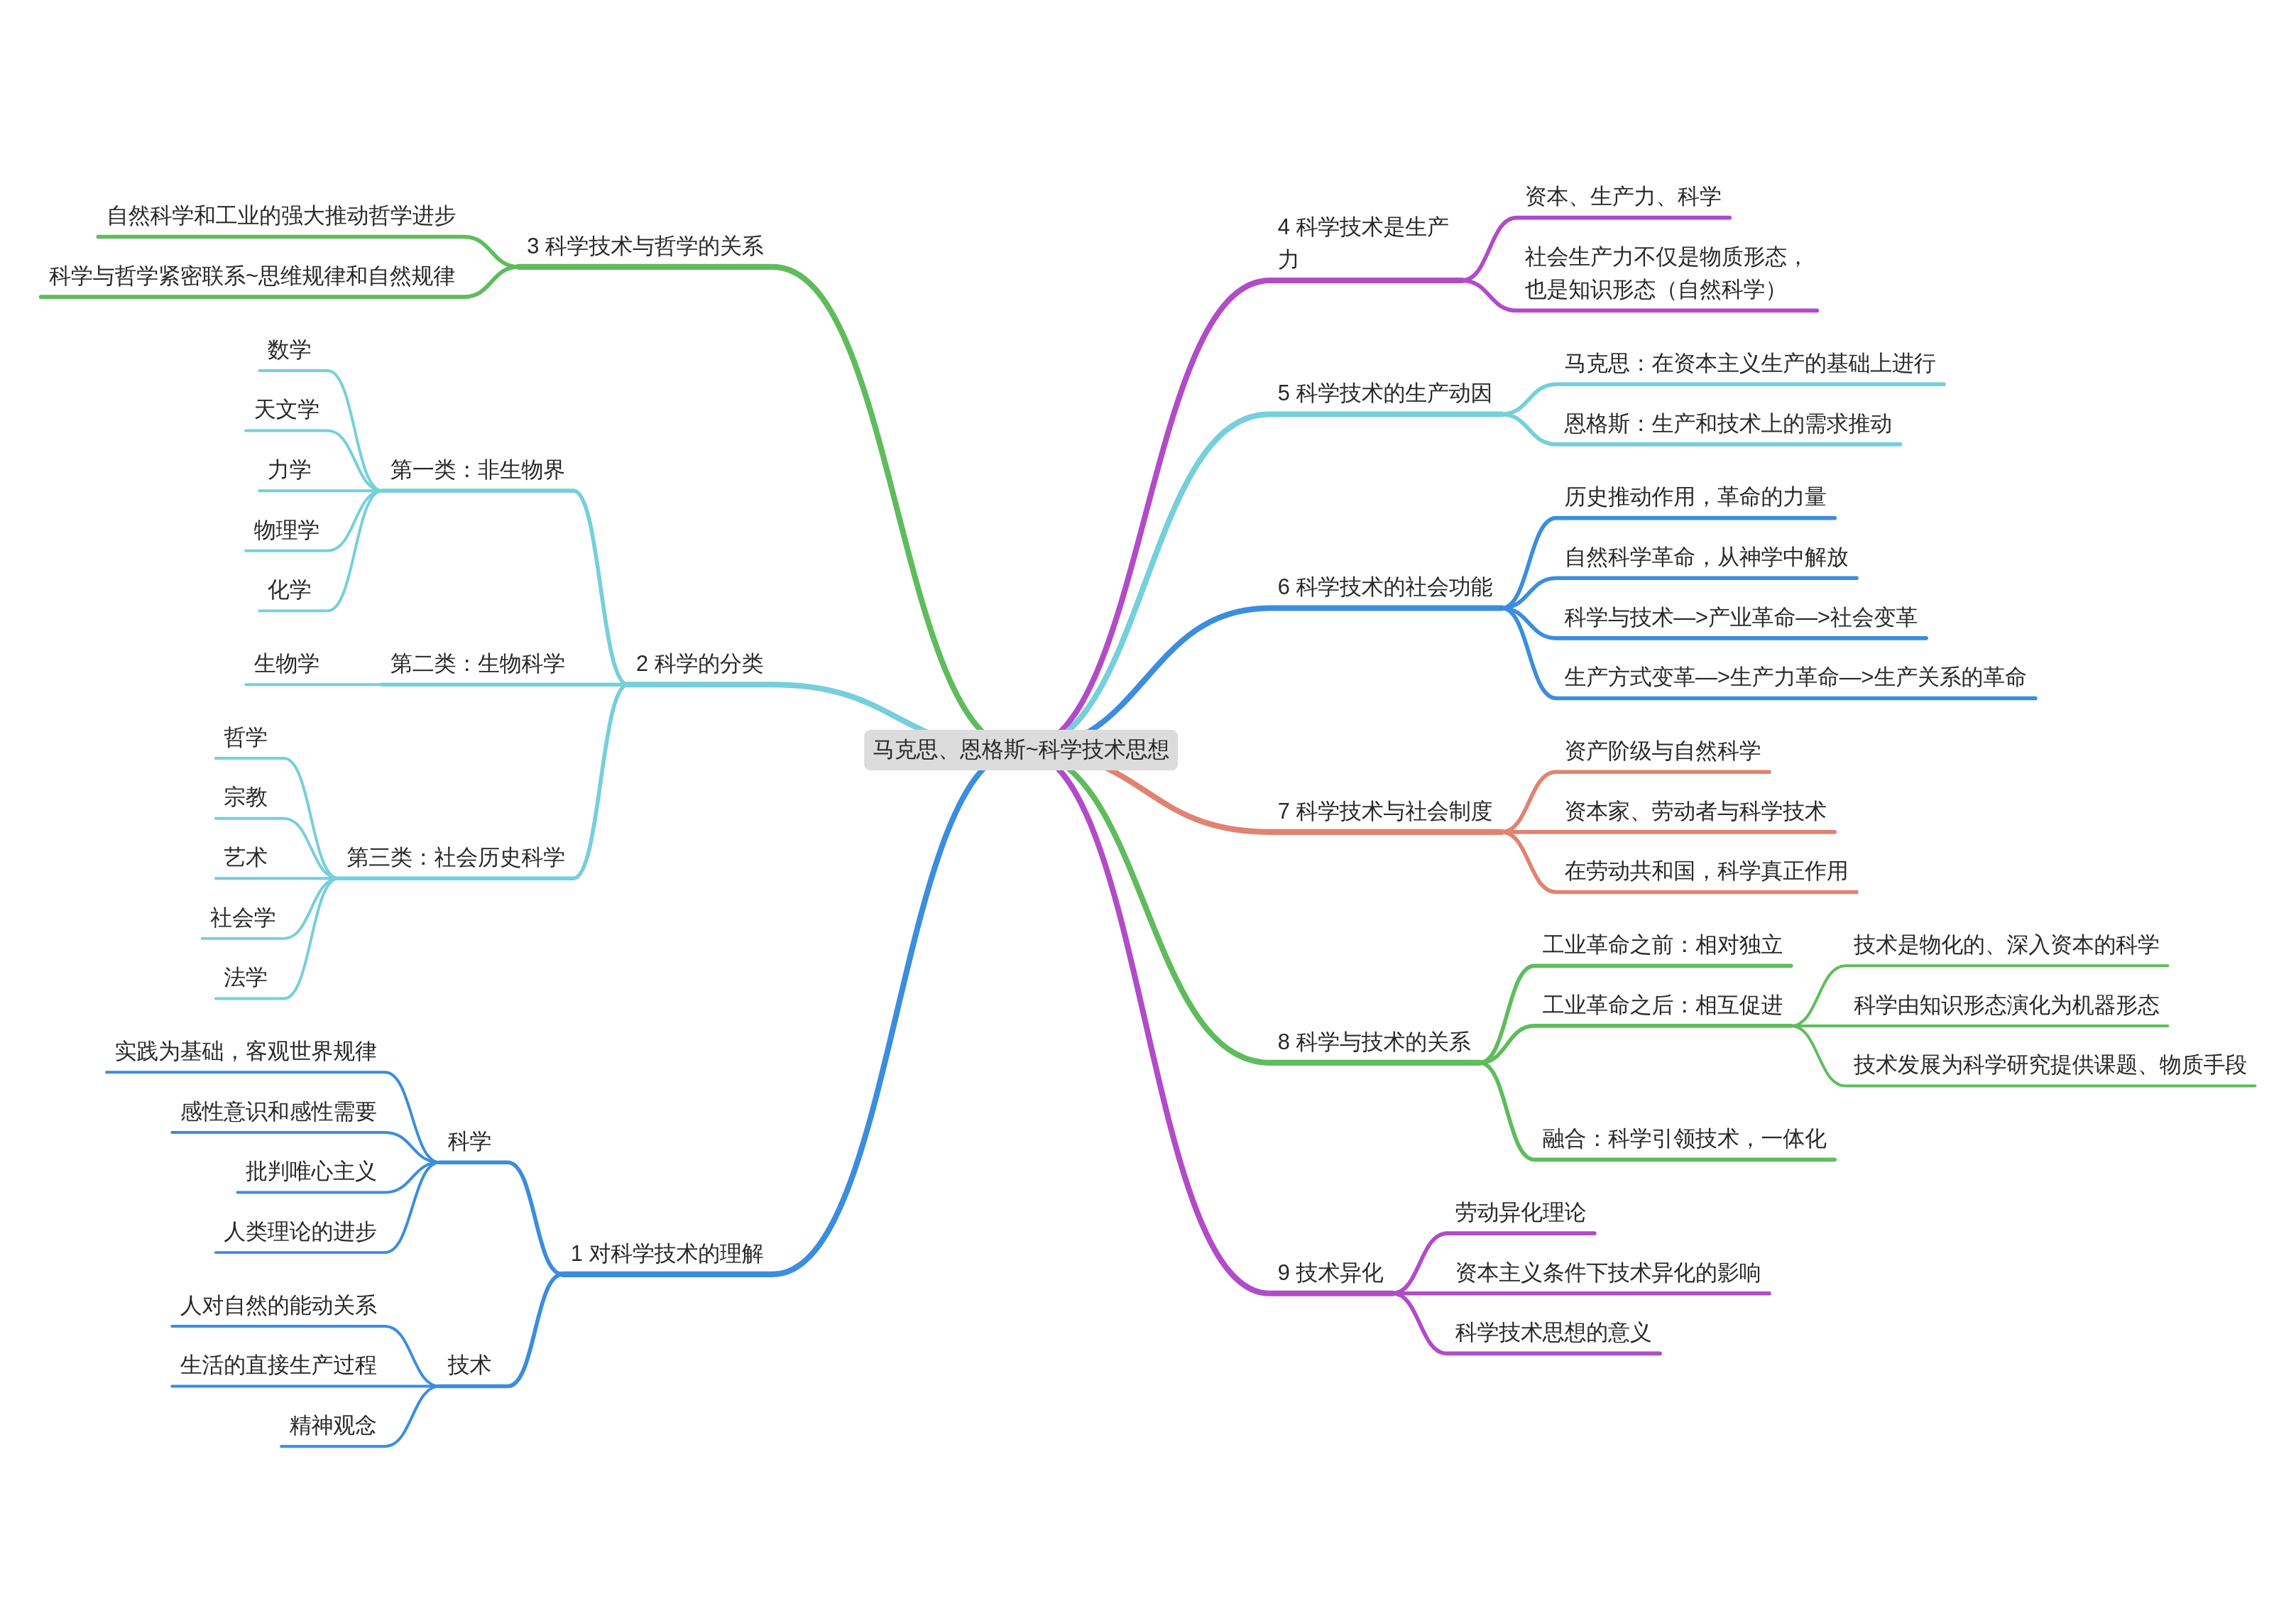 马克思、恩格斯~科学技术思想
1 对科学技术的理解
科学
实践为基础，客观世界规律
感性意识和感性需要
批判唯心主义
人类理论的进步
技术
人对自然的能动关系
生活的直接生产过程
精神观念
2 科学的分类
第一类：非生物界
数学
天文学
力学
物理学
化学
第二类：生物科学
生物学
第三类：社会历史科学
哲学
宗教
艺术
社会学
法学
3 科学技术与哲学的关系
自然科学和工业的强大推动哲学进步
科学与哲学紧密联系~思维规律和自然规律
4 科学技术是生产
力
资本、生产力、科学
社会生产力不仅是物质形态，
也是知识形态（自然科学）
5 科学技术的生产动因
马克思：在资本主义生产的基础上进行
恩格斯：生产和技术上的需求推动
6 科学技术的社会功能
历史推动作用，革命的力量
自然科学革命，从神学中解放
科学与技术—>产业革命—>社会变革
生产方式变革—>生产力革命—>生产关系的革命
7 科学技术与社会制度
资产阶级与自然科学
资本家、劳动者与科学技术
在劳动共和国，科学真正作用
8 科学与技术的关系
工业革命之前：相对独立
工业革命之后：相互促进
技术是物化的、深入资本的科学
科学由知识形态演化为机器形态
技术发展为科学研究提供课题、物质手段
融合：科学引领技术，一体化
9 技术异化
劳动异化理论
资本主义条件下技术异化的影响
科学技术思想的意义